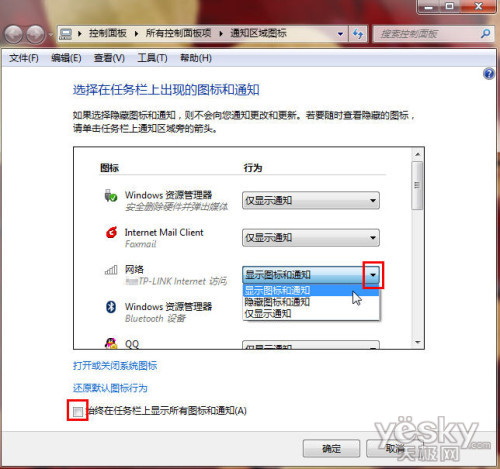 控制面板 ▸ 所有控制面板项 ▸ 通知区域图标
搜索控制面板
文件(F) 编辑(E) 查看(V) 工具(T) 帮助(H)
选择在任务栏上出现的图标和通知
如果选择隐藏图标和通知，则不会向您通知更改和更新。若要随时查看隐藏的图标，
请单击任务栏上通知区域旁的箭头。
图标 行为
Windows 资源管理器
安全删除硬件并弹出媒体
仅显示通知
Internet Mail Client
Foxmail
仅显示通知
网络
TP-LINK Internet 访问
显示图标和通知
显示图标和通知
隐藏图标和通知
仅显示通知
Windows 资源管理器
Bluetooth 设备
QQ
仅显示通知
打开或关闭系统图标
还原默认图标行为
始终在任务栏上显示所有图标和通知(A)
确定
取消
yesky
天极网